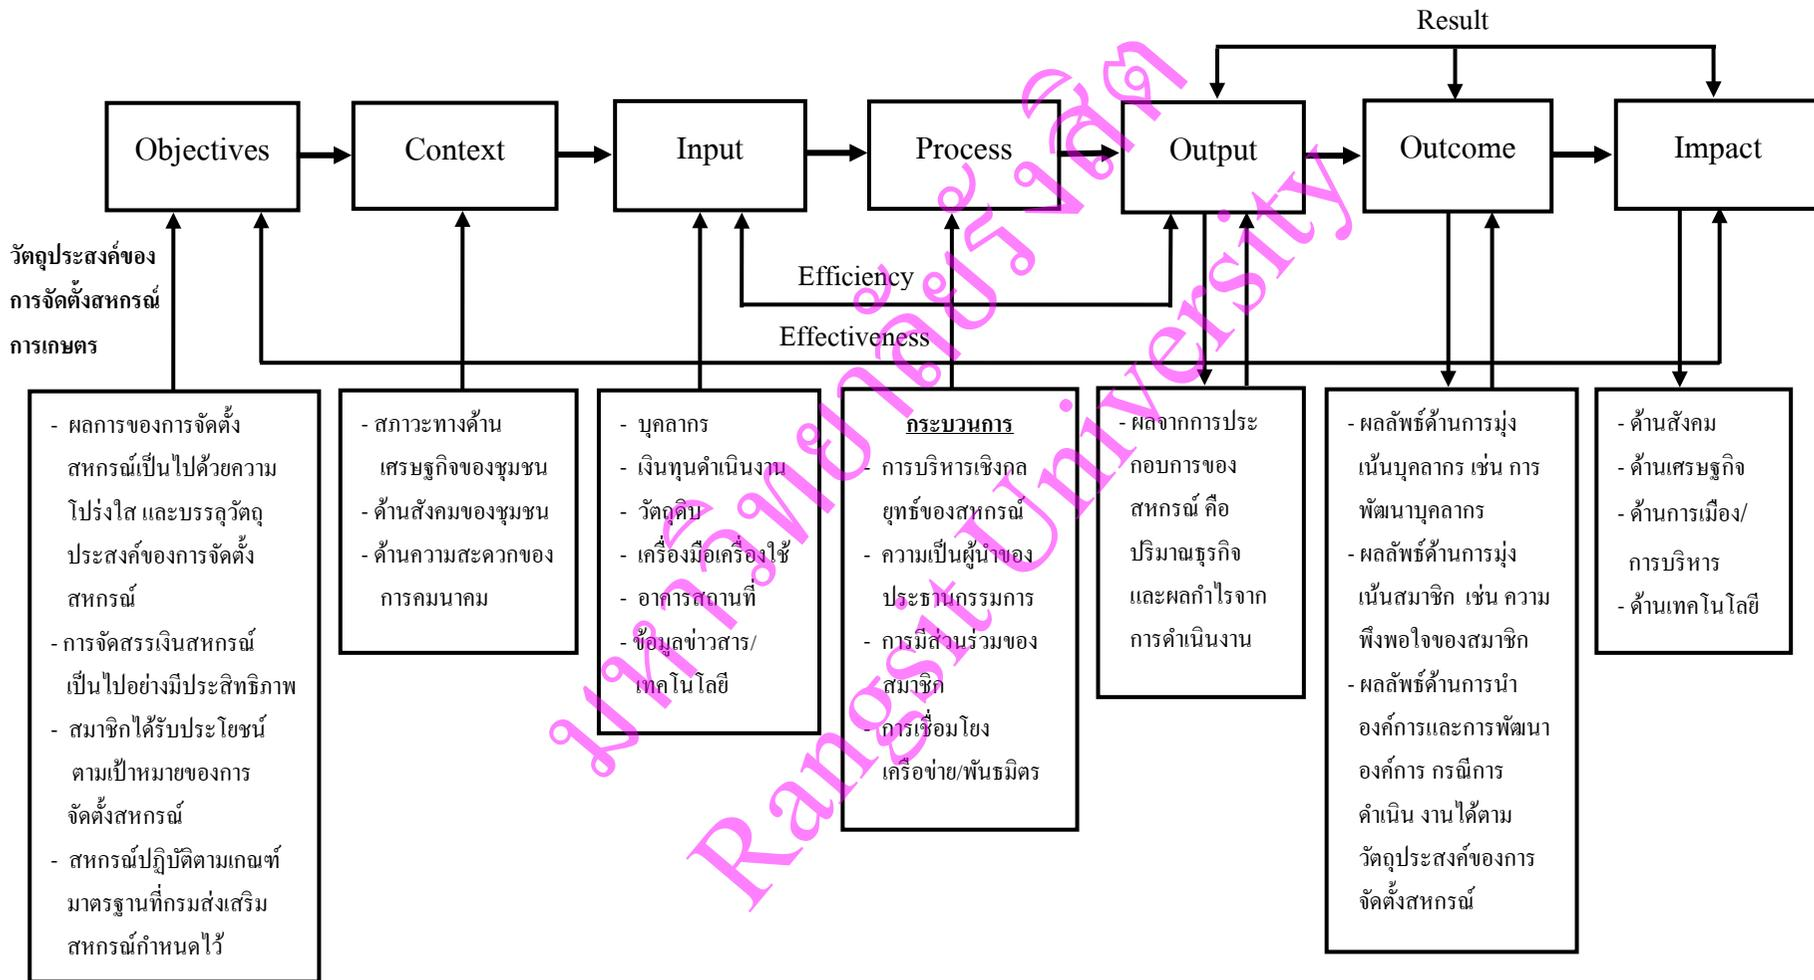 Result
Objectives
Context
Input
Process
Output
Outcome
Impact
วัตถุประสงค์ของ
การจัดตั้งสหกรณ์
การเกษตร
Efficiency
Effectiveness
- ผลการของการจัดตั้ง
สหกรณ์เป็นไปด้วยความ
โปร่งใส และบรรลุวัตถุ
ประสงค์ของการจัดตั้ง
สหกรณ์
- การจัดสรรเงินสหกรณ์
เป็นไปอย่างมีประสิทธิภาพ
- สมาชิกได้รับประโยชน์
ตามเป้าหมายของการ
จัดตั้งสหกรณ์
- สหกรณ์ปฏิบัติตามเกณฑ์
มาตรฐานที่กรมส่งเสริม
สหกรณ์กำหนดไว้
- สภาวะทางด้าน
เศรษฐกิจของชุมชน
- ด้านสังคมของชุมชน
- ด้านความสะดวกของ
การคมนาคม
- บุคลากร
- เงินทุนดำเนินงาน
- วัตถุดิบ
- เครื่องมือเครื่องใช้
- อาคารสถานที่
- ข้อมูลข่าวสาร/
เทคโนโลยี
กระบวนการ
- การบริหารเชิงกล
ยุทธ์ของสหกรณ์
- ความเป็นผู้นำของ
ประธานกรรมการ
- การมีส่วนร่วมของ
สมาชิก
- การเชื่อมโยง
เครือข่าย/พันธมิตร
- ผลจากการประ
กอบการของ
สหกรณ์ คือ
ปริมาณธุรกิจ
และผลกำไรจาก
การดำเนินงาน
- ผลลัพธ์ด้านการมุ่ง
เน้นบุคลากร เช่น การ
พัฒนาบุคลากร
- ผลลัพธ์ด้านการมุ่ง
เน้นสมาชิก เช่น ความ
พึงพอใจของสมาชิก
- ผลลัพธ์ด้านการนำ
องค์การและการพัฒนา
องค์การ กรณีการ
ดำเนิน งานได้ตาม
วัตถุประสงค์ของการ
จัดตั้งสหกรณ์
- ด้านสังคม
- ด้านเศรษฐกิจ
- ด้านการเมือง/
การบริหาร
- ด้านเทคโนโลยี
มหาวิทยาลัยรังสิต
Rangsit University